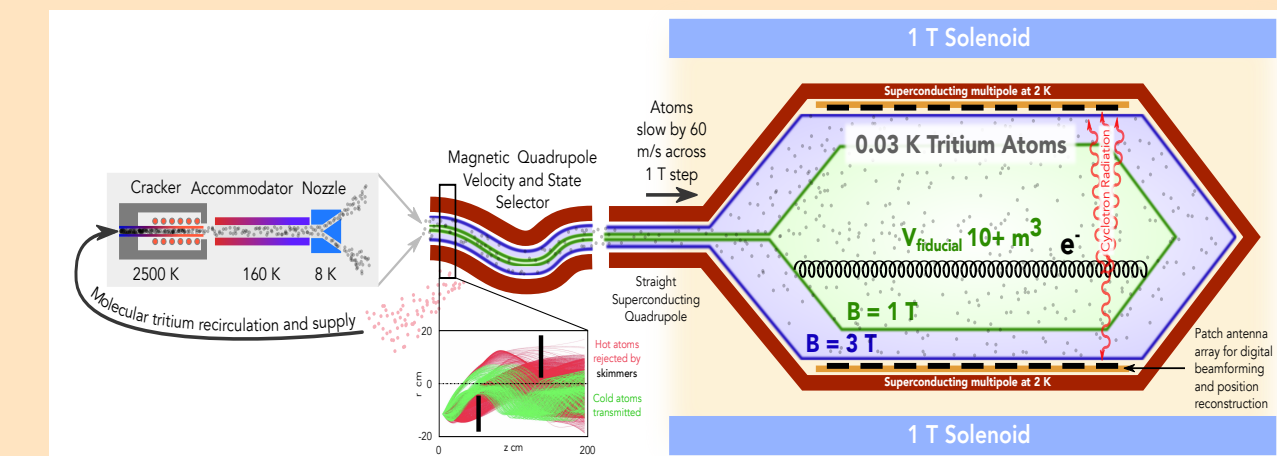 1 T Solenoid
Superconducting multipole at 2 K
Atoms
slow by 60
m/s across
1 T step
0.03 K Tritium Atoms
Cyclotron Radiation
Magnetic Quadrupole
Velocity and State
Selector
Cracker Accommodator Nozzle
2500 K 160 K 8 K
Vfiducial 10+ m³
e-
Molecular tritium recirculation and supply
Straight
Superconducting
Quadrupole
B = 1 T
B = 3 T
Patch antenna
array for digital
beamforming
and position
reconstruction
20
0
-20
r cm
Hot atoms
rejected by
skimmers
Cold atoms
transmitted
0 z cm 200
Superconducting multipole at 2 K
1 T Solenoid